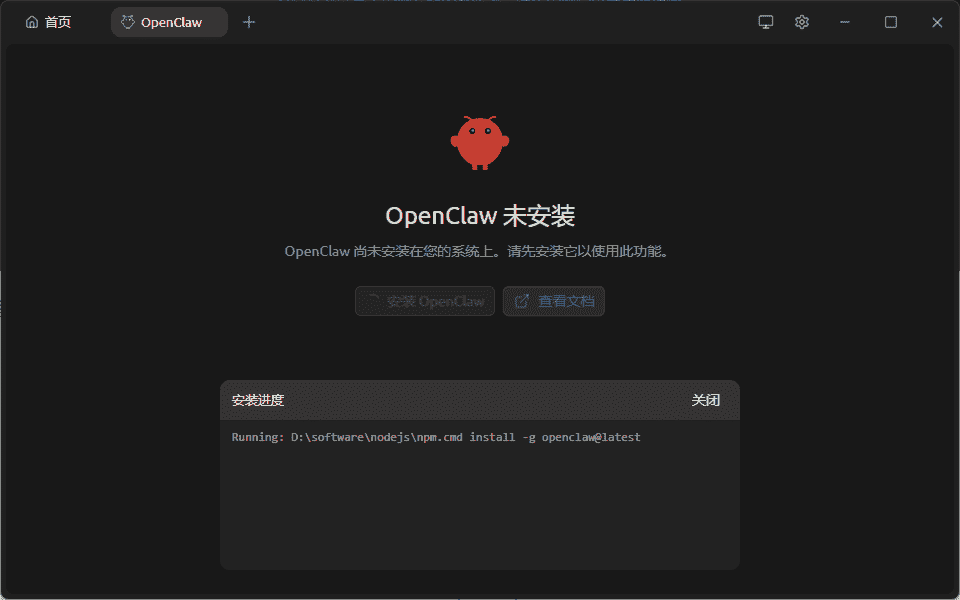 首页
OpenClaw
OpenClaw 未安装
OpenClaw 尚未安装在您的系统上。请先安装它以使用此功能。
安装 OpenClaw
查看文档
安装进度
关闭
Running: D:\software\nodejs\npm.cmd install -g openclaw@latest